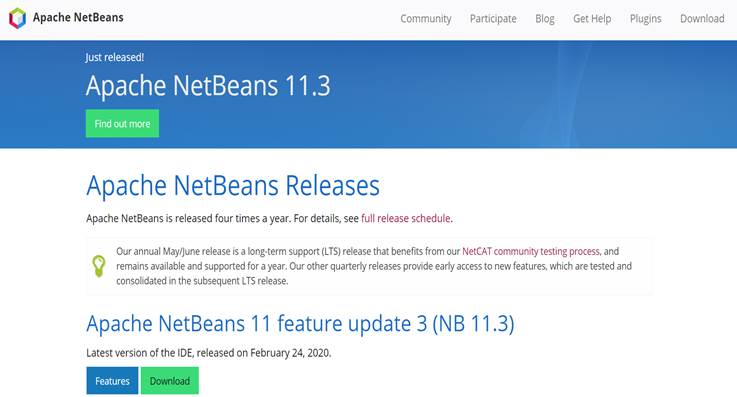 Apache NetBeans
Community Participate Blog Get Help Plugins Download
Just released!
Apache NetBeans 11.3
Find out more
Apache NetBeans Releases
Apache NetBeans is released four times a year. For details, see full release schedule.
Our annual May/June release is a long-term support (LTS) release that benefits from our NetCAT community testing process, and
remains available and supported for a year. Our other quarterly releases provide early access to new features, which are tested and
consolidated in the subsequent LTS release.
Apache NetBeans 11 feature update 3 (NB 11.3)
Latest version of the IDE, released on February 24, 2020.
Features Download